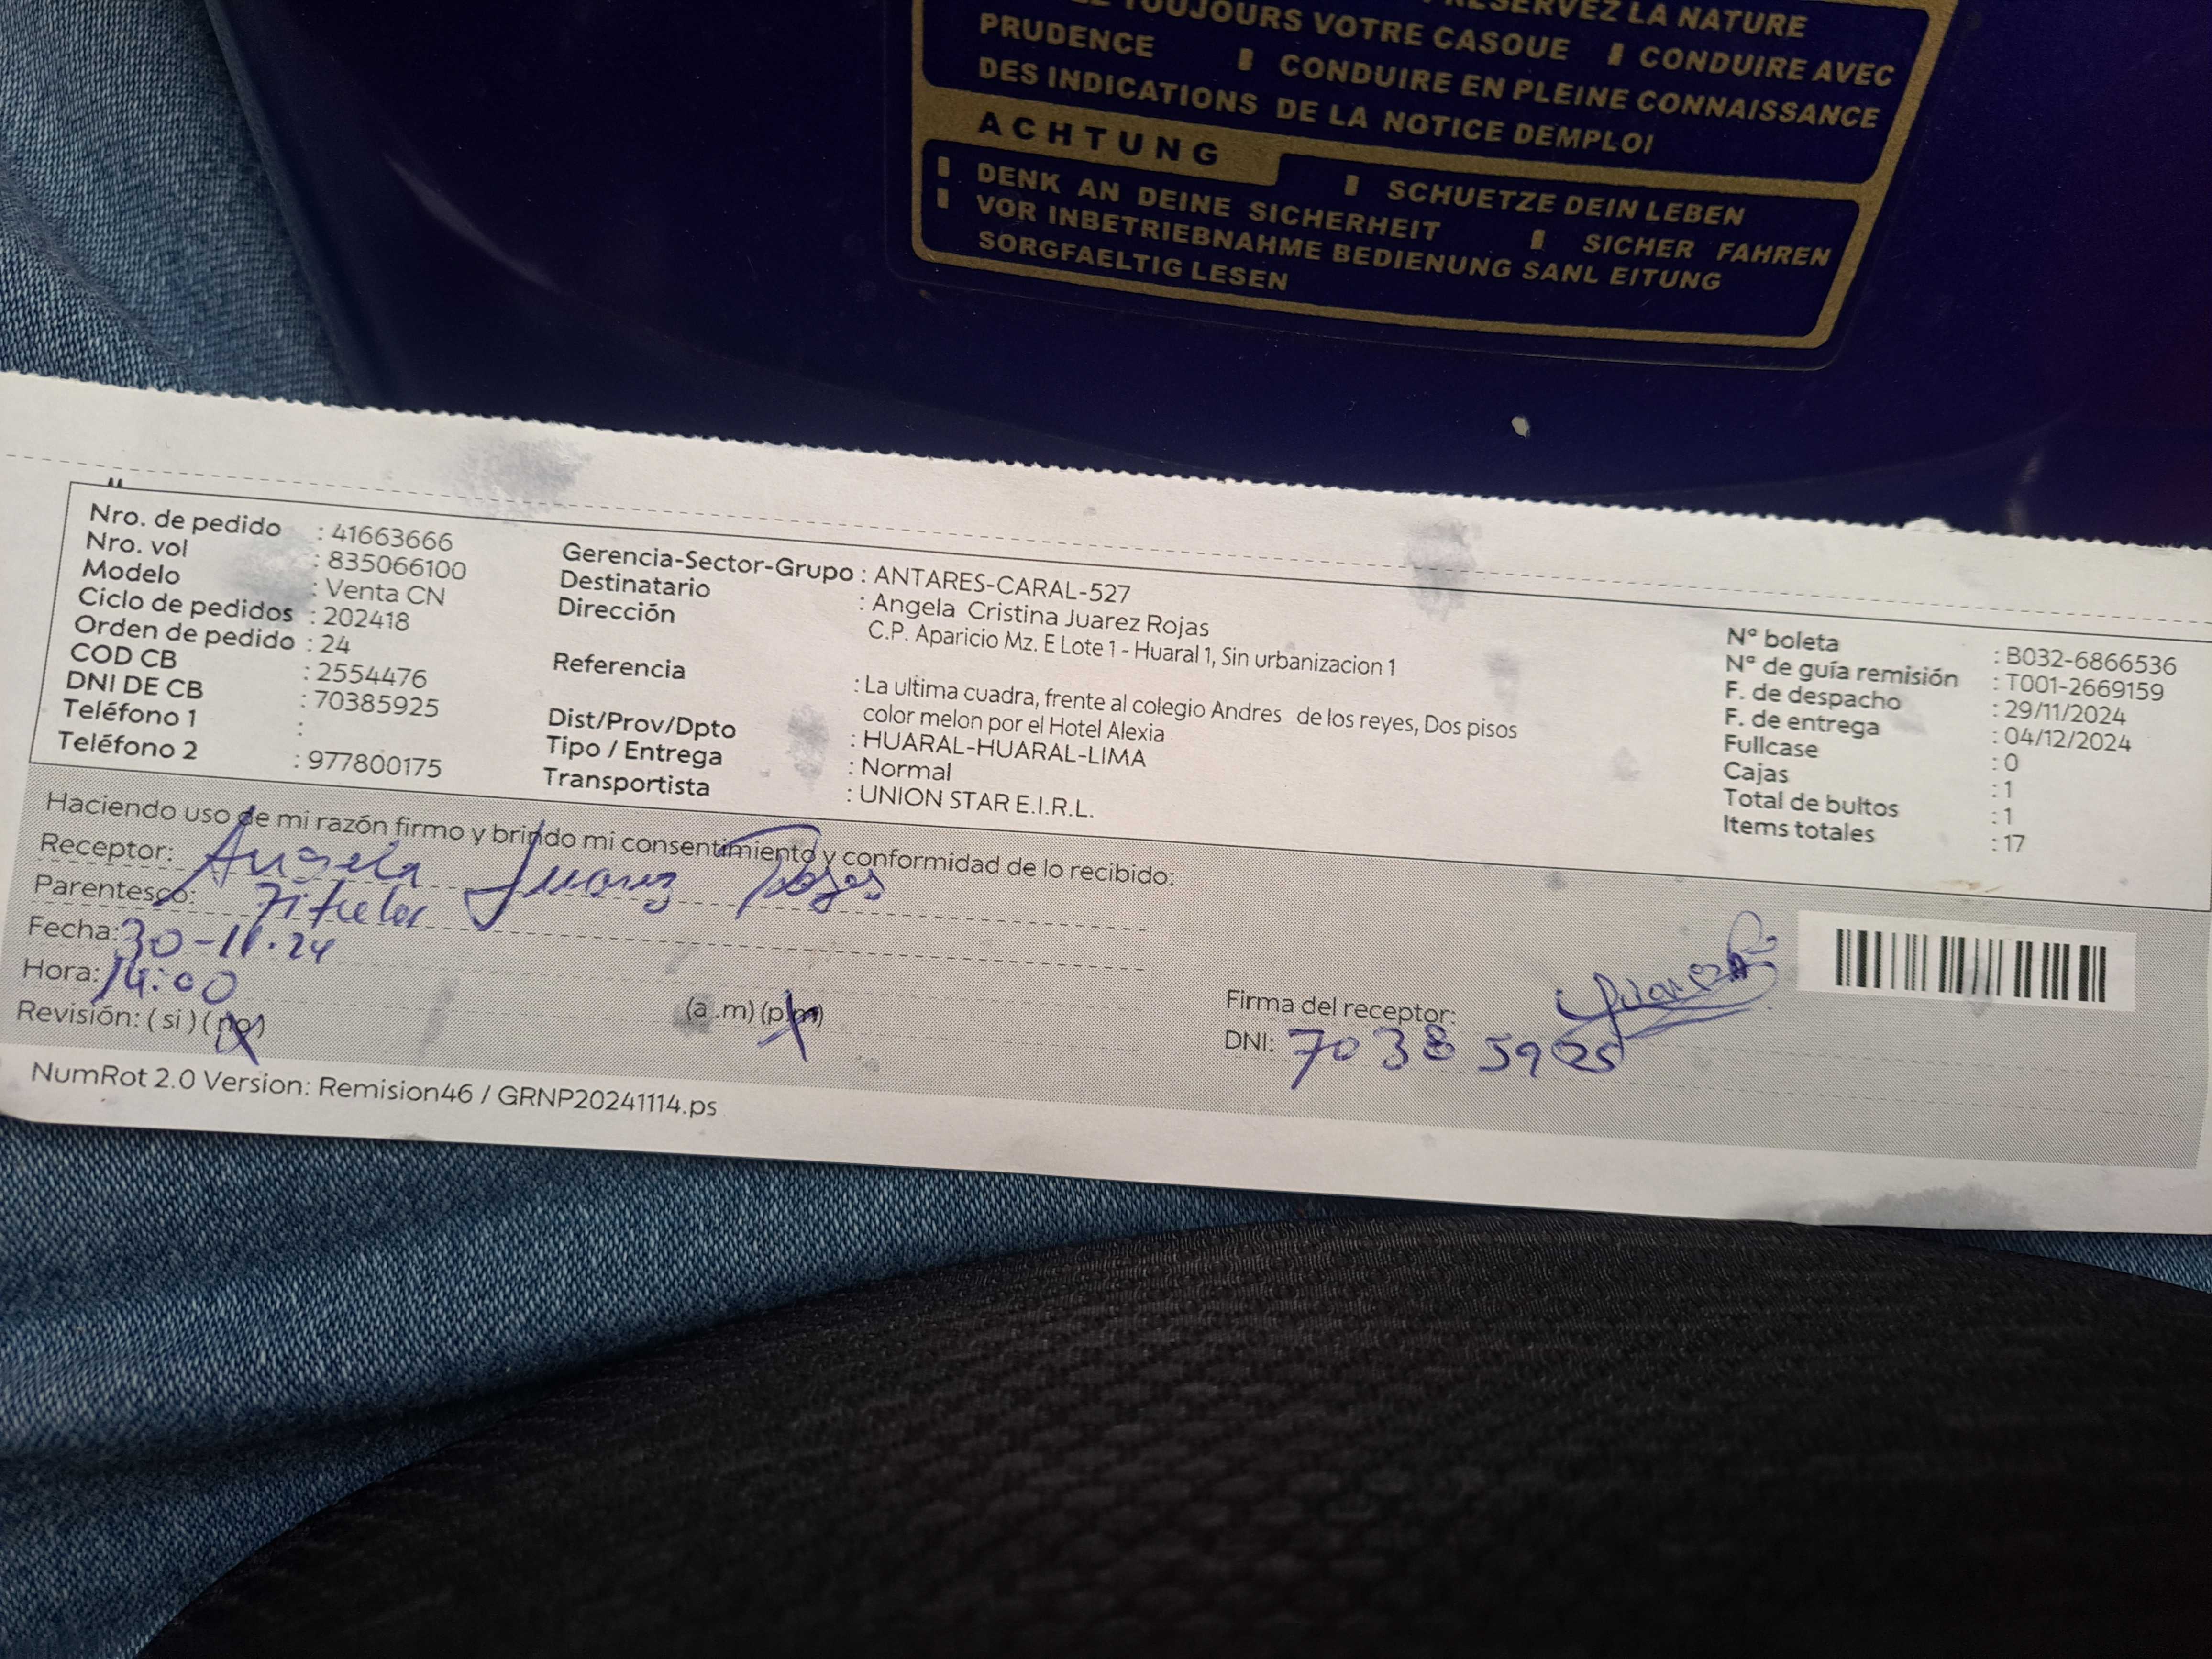 PRESERVEZ LA NATURE
TOUJOURS VOTRE CASQUE CONDUIRE AVEC
PRUDENCE CONDUIRE EN PLEINE CONNAISSANCE
DES INDICATIONS DE LA NOTICE DEMPLOI
ACHTUNG
DENK AN DEINE SICHERHEIT SCHUETZE DEIN LEBEN
VOR INBETRIEBNAHME BEDIENUNG SANL EITUNG SICHER FAHREN
SORGFAELTIG LESEN
Nro. de pedido : 41663666
Nro. vol : 835066100
Modelo : Venta CN
Ciclo de pedidos : 202418
Orden de pedido : 24
COD CB : 2554476
DNI DE CB : 70385925
Teléfono 1 :
Teléfono 2 : 977800175
Gerencia-Sector-Grupo : ANTARES-CARAL-527
Destinatario : Angela Cristina Juarez Rojas
Dirección C.P. Aparicio Mz. E Lote 1 - Huaral 1, Sin urbanizacion 1
Referencia : La ultima cuadra, frente al colegio Andres de los reyes, Dos pisos
color melon por el Hotel Alexia
Dist/Prov/Dpto : HUARAL-HUARAL-LIMA
Tipo / Entrega : Normal
Transportista : UNION STAR E.I.R.L.
N° boleta : B032-6866536
N° de guía remisión : T001-2669159
F. de despacho : 29/11/2024
F. de entrega : 04/12/2024
Fullcase : 0
Cajas : 1
Total de bultos : 1
Items totales : 17
Haciendo uso de mi razón firmo y brindo mi consentimiento y conformidad de lo recibido:
Receptor: Angela Juarez Rojas
Parentesco: Titular
Fecha: 30-11-24
Hora: 14:00 (a.m) (p.m)
Revisión: ( si ) ( no )
Firma del receptor: Juarez R.
DNI: 70385925
NumRot 2.0 Version: Remision46 / GRNP20241114.ps